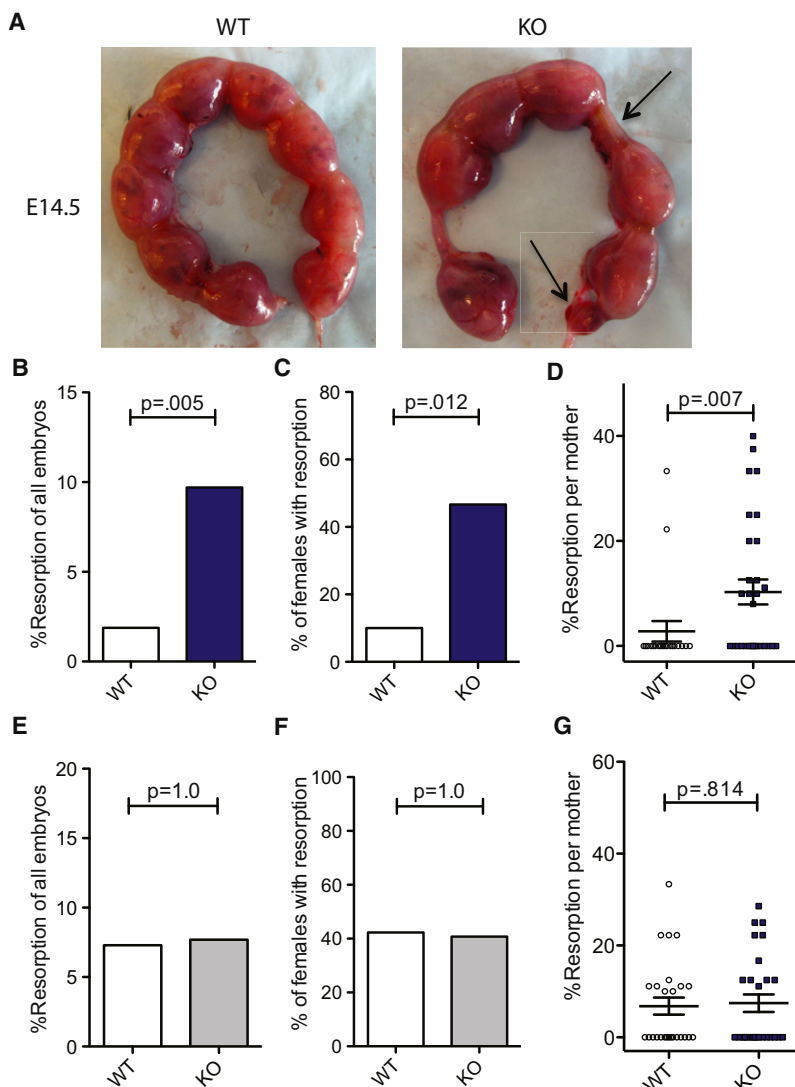 A
WT
KO
E14.5
B
%Resorption of all embryos
15
10
5
0
p=.005
WT
KO
C
% of females with resorption
80
60
40
20
0
p=.012
WT
KO
D
%Resorption per mother
40
20
0
p=.007
WT
KO
E
%Resorption of all embryos
20
15
10
5
0
p=1.0
WT
KO
F
% of females with resorption
100
80
60
40
20
0
p=1.0
WT
KO
G
%Resorption per mother
60
40
20
0
p=.814
WT
KO